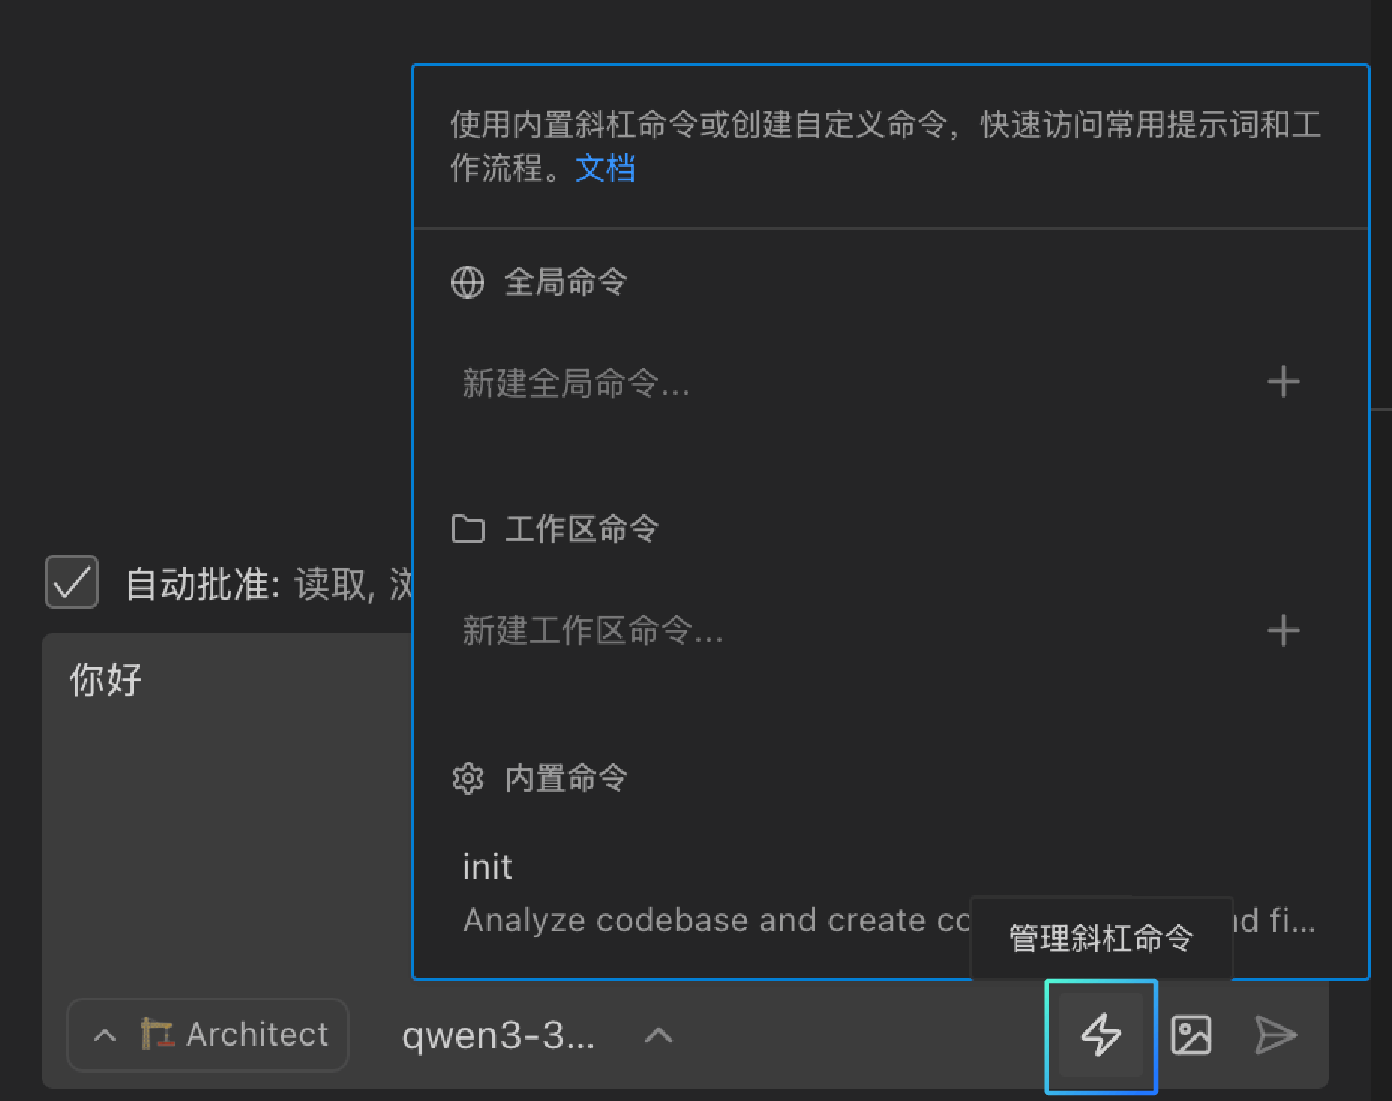 使用内置斜杠命令或创建自定义命令，快速访问常用提示词和工
作流程。文档
全局命令
新建全局命令...
工作区命令
新建工作区命令...
自动批准: 读取,
你好
内置命令
init
Analyze codebase and create co
fi...
管理斜杠命令
Architect
qwen3-3...